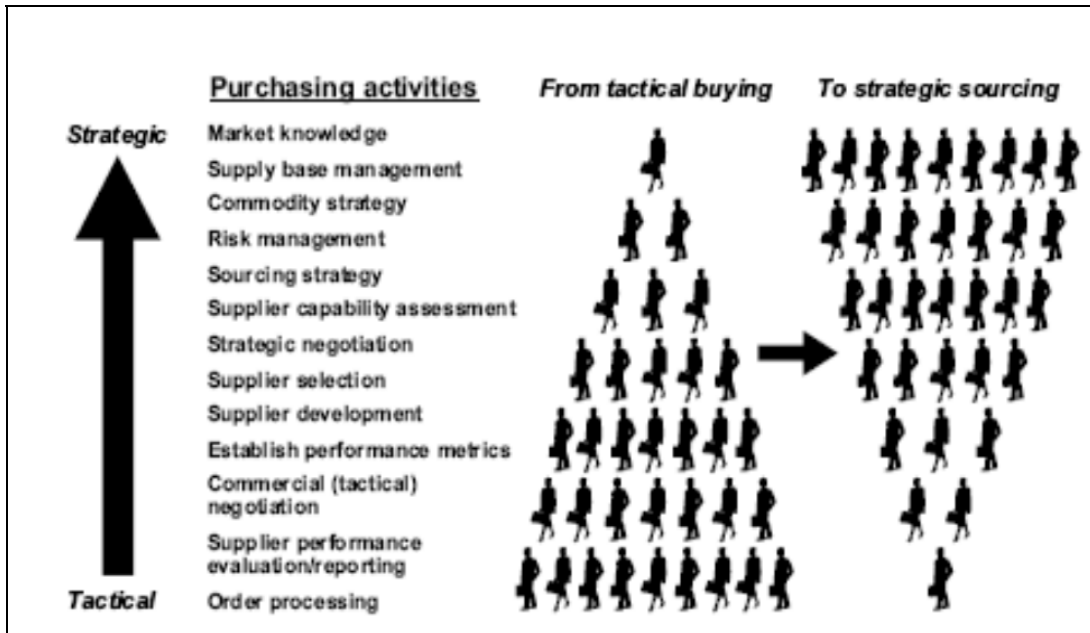 Purchasing activities
From tactical buying
To strategic sourcing
Strategic
Market knowledge
Supply base management
Commodity strategy
Risk management
Sourcing strategy
Supplier capability assessment
Strategic negotiation
Supplier selection
Supplier development
Establish performance metrics
Commercial (tactical)
negotiation
Supplier performance
evaluation/reporting
Tactical
Order processing